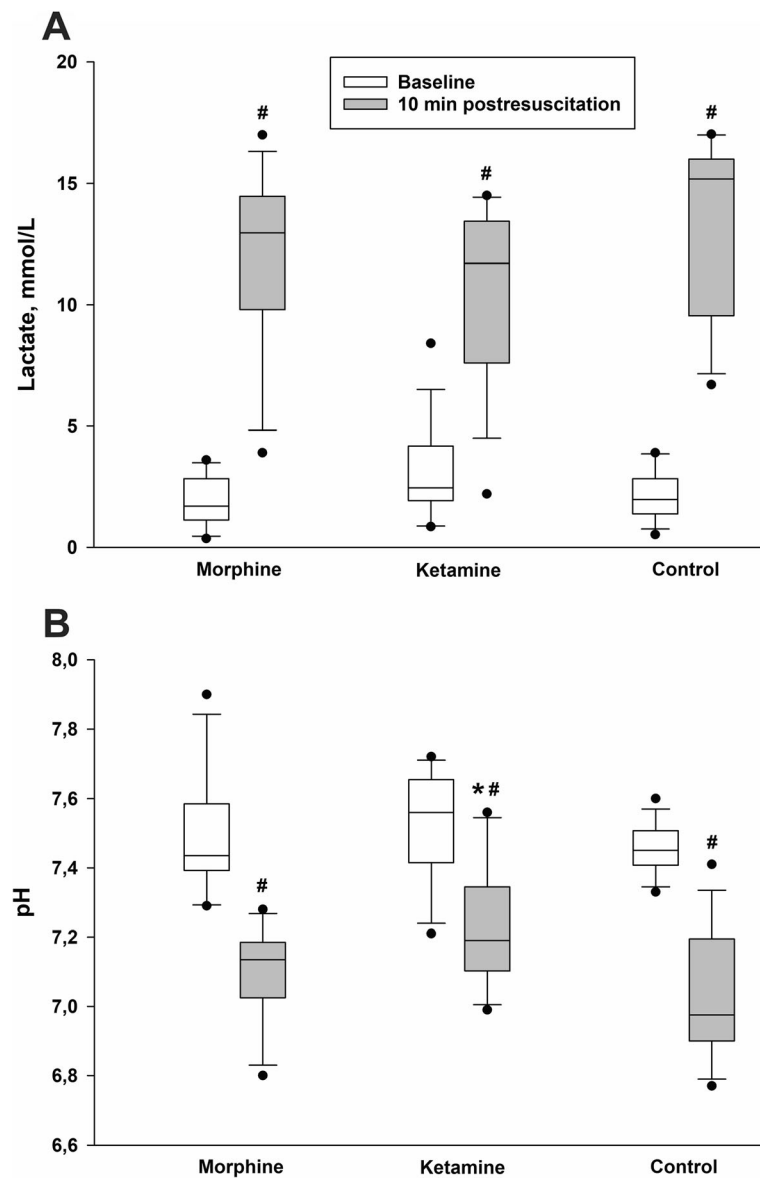 A
20
15
10
5
0
Lactate, mmol/L
Baseline
10 min postresuscitation
#
#
#
Morphine Ketamine Control
B
8,0
7,8
7,6
7,4
7,2
7,0
6,8
6,6
pH
#
*#
#
Morphine Ketamine Control